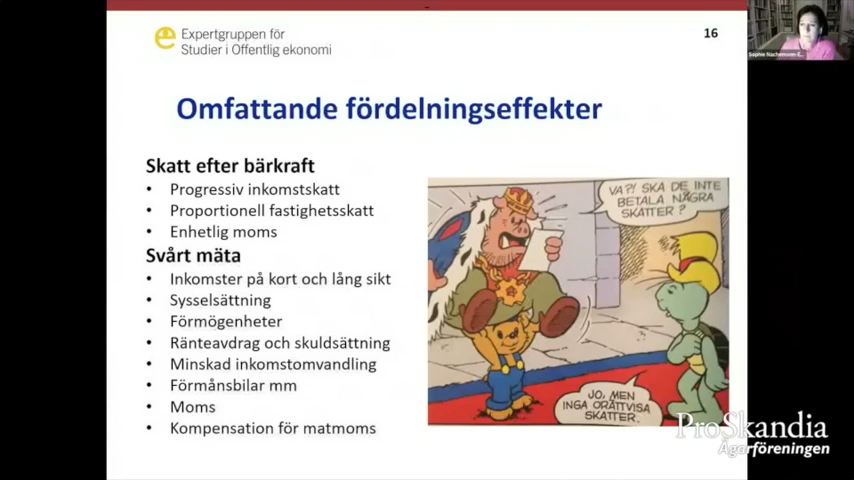 Expertgruppen för
Studier i Offentlig ekonomi
16
Omfattande fördelningseffekter
Skatt efter bärkraft
• Progressiv inkomstskatt
• Proportionell fastighetsskatt
• Enhetlig moms
Svårt mäta
• Inkomster på kort och lång sikt
• Sysselsättning
• Förmögenheter
• Ränteavdrag och skuldsättning
• Minskad inkomstomvandling
• Förmånsbilar mm
• Moms
• Kompensation för matmoms
VA?! SKA DE INTE
BETALA NÅGRA
SKATTER?
JO, MEN
INGA ORÄTTVISA
SKATTER.
ProSkandia
Ägarföreningen